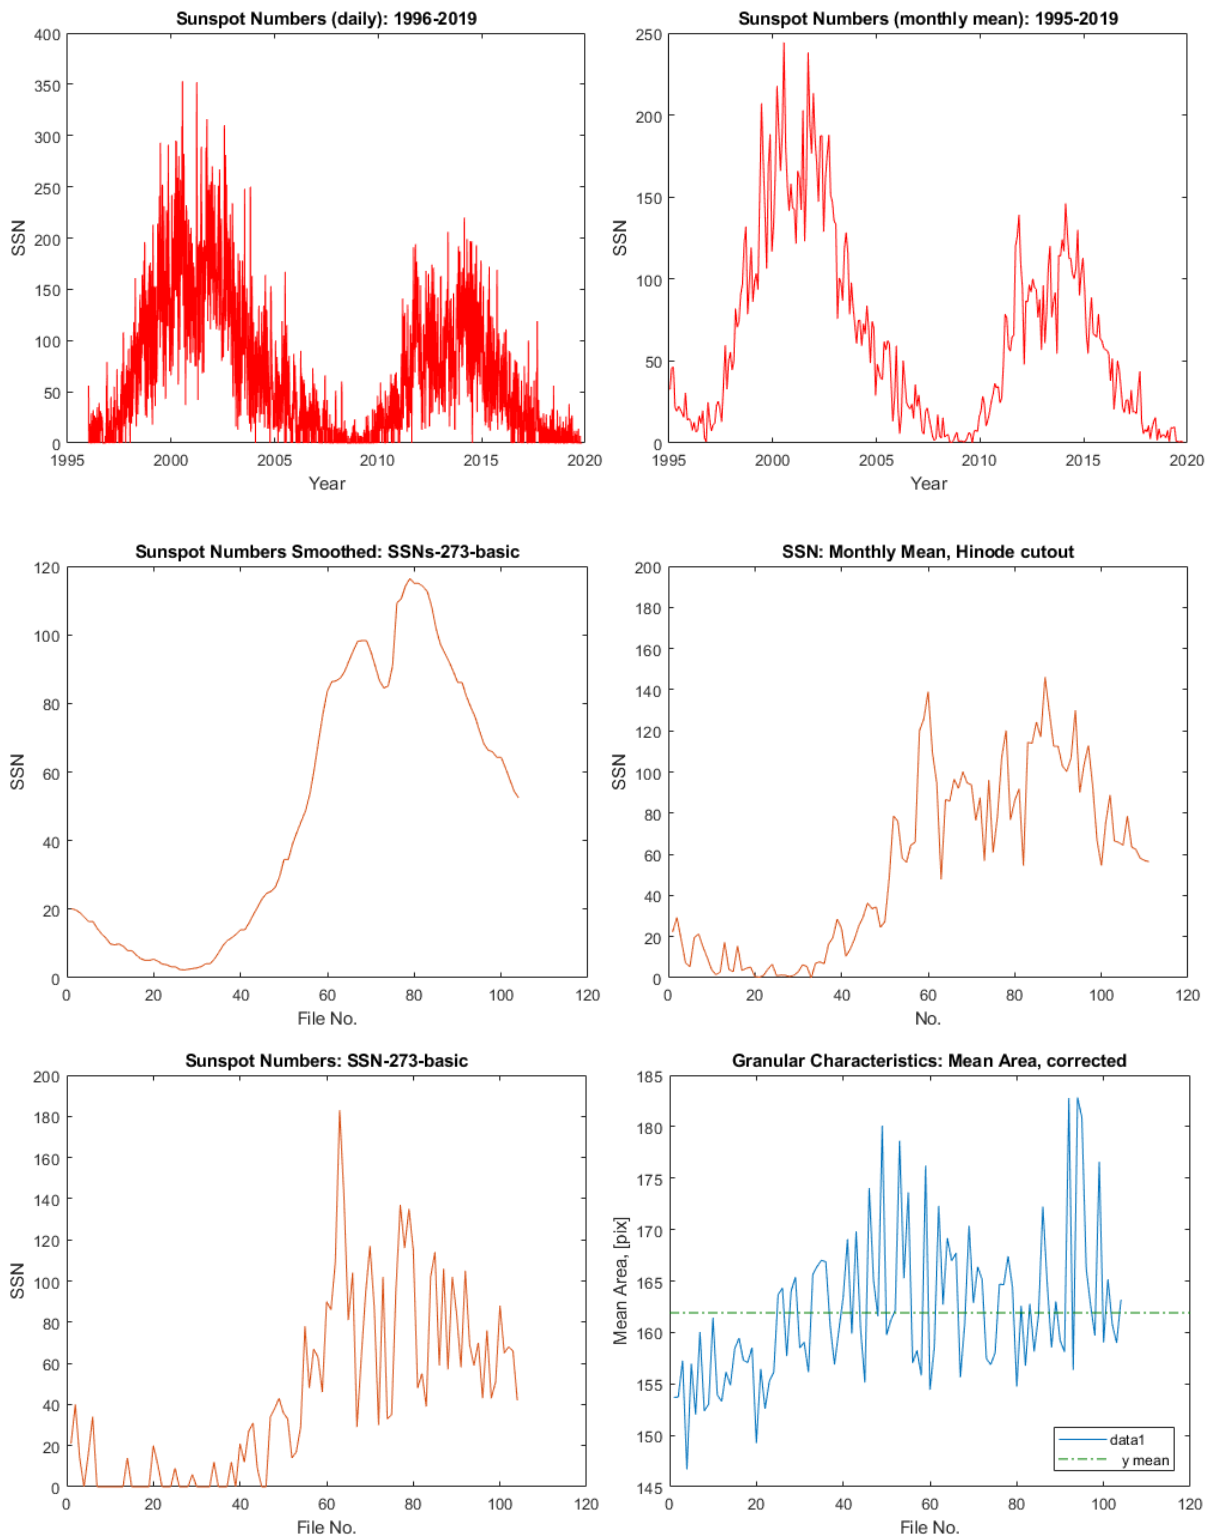 Sunspot Numbers (daily): 1996-2019
400
350
300
250
200
150
100
50
0
SSN
1995 2000 2005 2010 2015 2020
Year
Sunspot Numbers (monthly mean): 1995-2019
250
200
150
100
50
0
SSN
1995 2000 2005 2010 2015 2020
Year
Sunspot Numbers Smoothed: SSNs-273-basic
120
100
80
60
40
20
0
SSN
0 20 40 60 80 100 120
File No.
SSN: Monthly Mean, Hinode cutout
200
180
160
140
120
100
80
60
40
20
0
SSN
0 20 40 60 80 100 120
No.
Sunspot Numbers: SSN-273-basic
200
180
160
140
120
100
80
60
40
20
0
SSN
0 20 40 60 80 100 120
File No.
Granular Characteristics: Mean Area, corrected
185
180
175
170
165
160
155
150
145
Mean Area, [pix]
data1
y mean
0 20 40 60 80 100 120
File No.